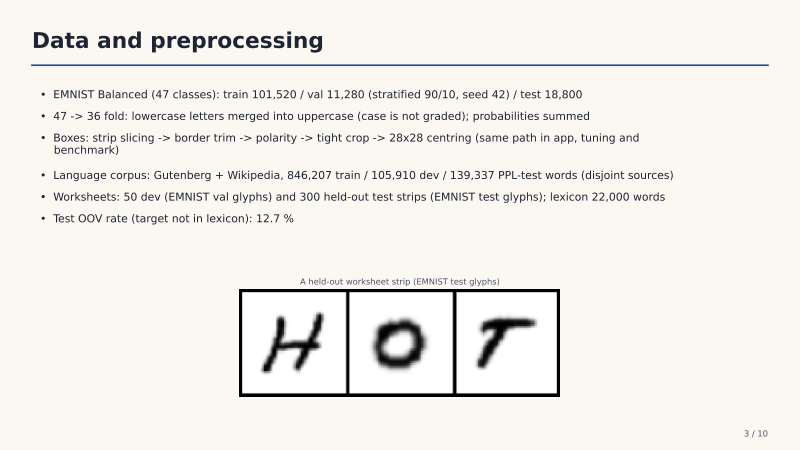 Data and preprocessing
• EMNIST Balanced (47 classes): train 101,520 / val 11,280 (stratified 90/10, seed 42) / test 18,800
• 47 -> 36 fold: lowercase letters merged into uppercase (case is not graded); probabilities summed
• Boxes: strip slicing -> border trim -> polarity -> tight crop -> 28x28 centring (same path in app, tuning and
benchmark)
• Language corpus: Gutenberg + Wikipedia, 846,207 train / 105,910 dev / 139,337 PPL-test words (disjoint sources)
• Worksheets: 50 dev (EMNIST val glyphs) and 300 held-out test strips (EMNIST test glyphs); lexicon 22,000 words
• Test OOV rate (target not in lexicon): 12.7 %
A held-out worksheet strip (EMNIST test glyphs)
H O T
3 / 10